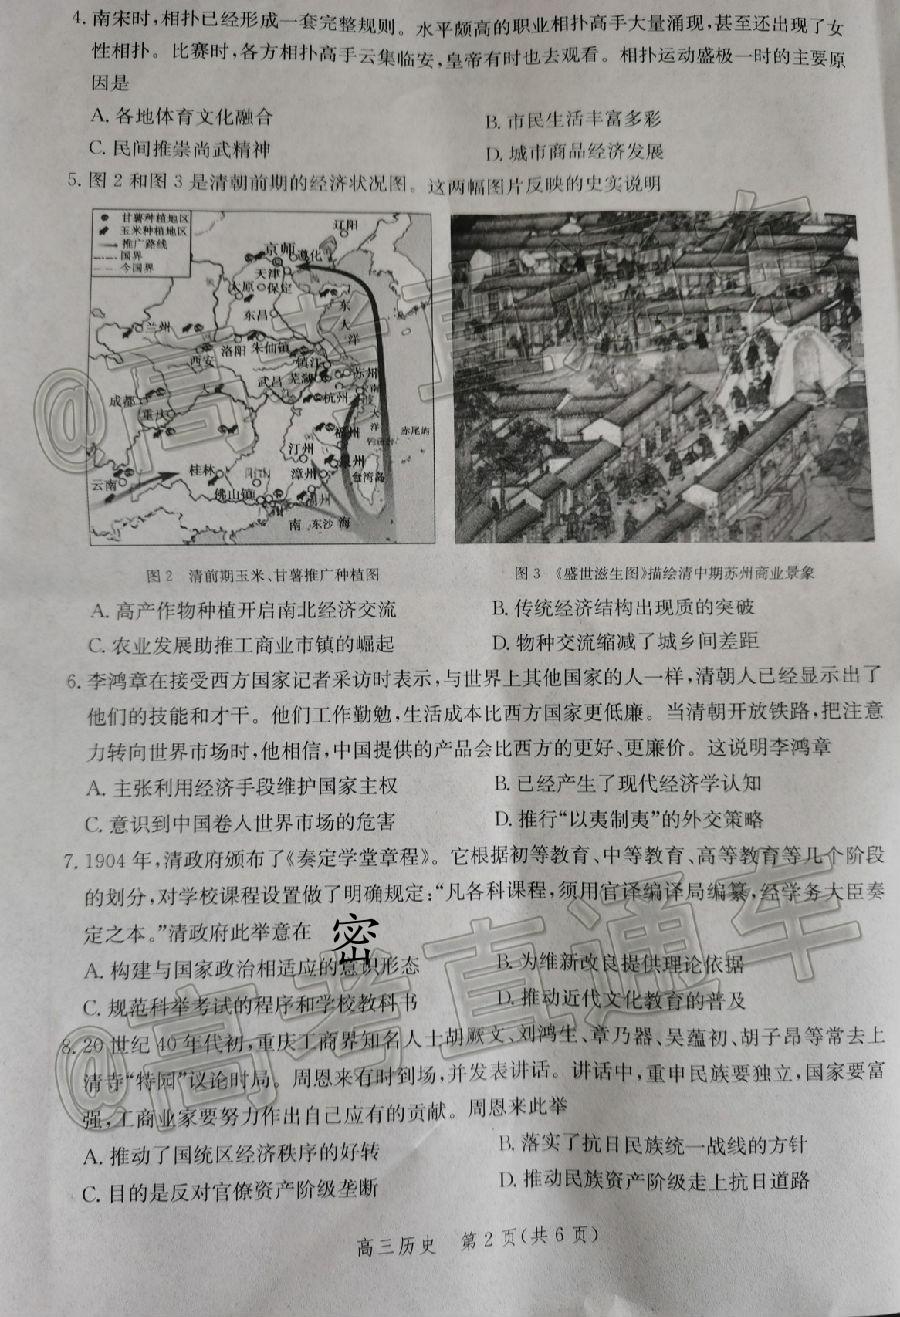 4. 南宋时,相扑已经形成一套完整规则。水平颇高的职业相扑高手大量涌现,甚至还出现了女
性相扑。比赛时,各方相扑高手云集临安,皇帝有时也去观看。相扑运动盛极一时的主要原
因是
A. 各地体育文化融合 B. 市民生活丰富多彩
C. 民间推崇尚武精神 D. 城市商品经济发展
5. 图2和图3是清朝前期的经济状况图。这两幅图片反映的史实说明
甘薯种植地区
玉米种植地区
推广路线
国界
今国界
辽阳
京师
遵化
天津
太原
保定
东昌
兰州
西安
洛阳
朱仙镇
镇江
苏州
武昌
芜湖
杭州
成都
重庆
福州
赤尾屿
汀州
泉州
漳州
台湾岛
桂林
云南
佛山镇
潮州
南
东沙
海
东
大
洋
南
大
洋
图2 清前期玉米、甘薯推广种植图 图3 《盛世滋生图》描绘清中期苏州商业景象
A. 高产作物种植开启南北经济交流 B. 传统经济结构出现质的突破
C. 农业发展助推工商业市镇的崛起 D. 物种交流缩减了城乡间差距
6. 李鸿章在接受西方国家记者采访时表示,与世界上其他国家的人一样,清朝人已经显示出了
他们的技能和才干。他们工作勤勉,生活成本比西方国家更低廉。当清朝开放铁路,把注意
力转向世界市场时,他相信,中国提供的产品会比西方的更好、更廉价。这说明李鸿章
A. 主张利用经济手段维护国家主权 B. 已经产生了现代经济学认知
C. 意识到中国卷入世界市场的危害 D. 推行“以夷制夷”的外交策略
7. 1904年,清政府颁布了《奏定学堂章程》。它根据初等教育、中等教育、高等教育等几个阶段
的划分,对学校课程设置做了明确规定:“凡各科课程,须用官译编译局编纂,经学务大臣奏
定之本。”清政府此举意在
密
A. 构建与国家政治相适应的意识形态 B. 为维新改良提供理论依据
C. 规范科举考试的程序和学校教科书 D. 推动近代文化教育的普及
8. 20世纪40年代初,重庆工商界知名人士胡厥文、刘鸿生、章乃器、吴蕴初、胡子昂等常去上
清寺“特园”议论时局。周恩来有时到场,并发表讲话。讲话中,重申民族要独立,国家要富
强,工商业家要努力作出自己应有的贡献。周恩来此举
A. 推动了国统区经济秩序的好转 B. 落实了抗日民族统一战线的方针
C. 目的是反对官僚资产阶级垄断 D. 推动民族资产阶级走上抗日道路
高三历史 第2页(共6页)
@高考直通车
@高考直通车